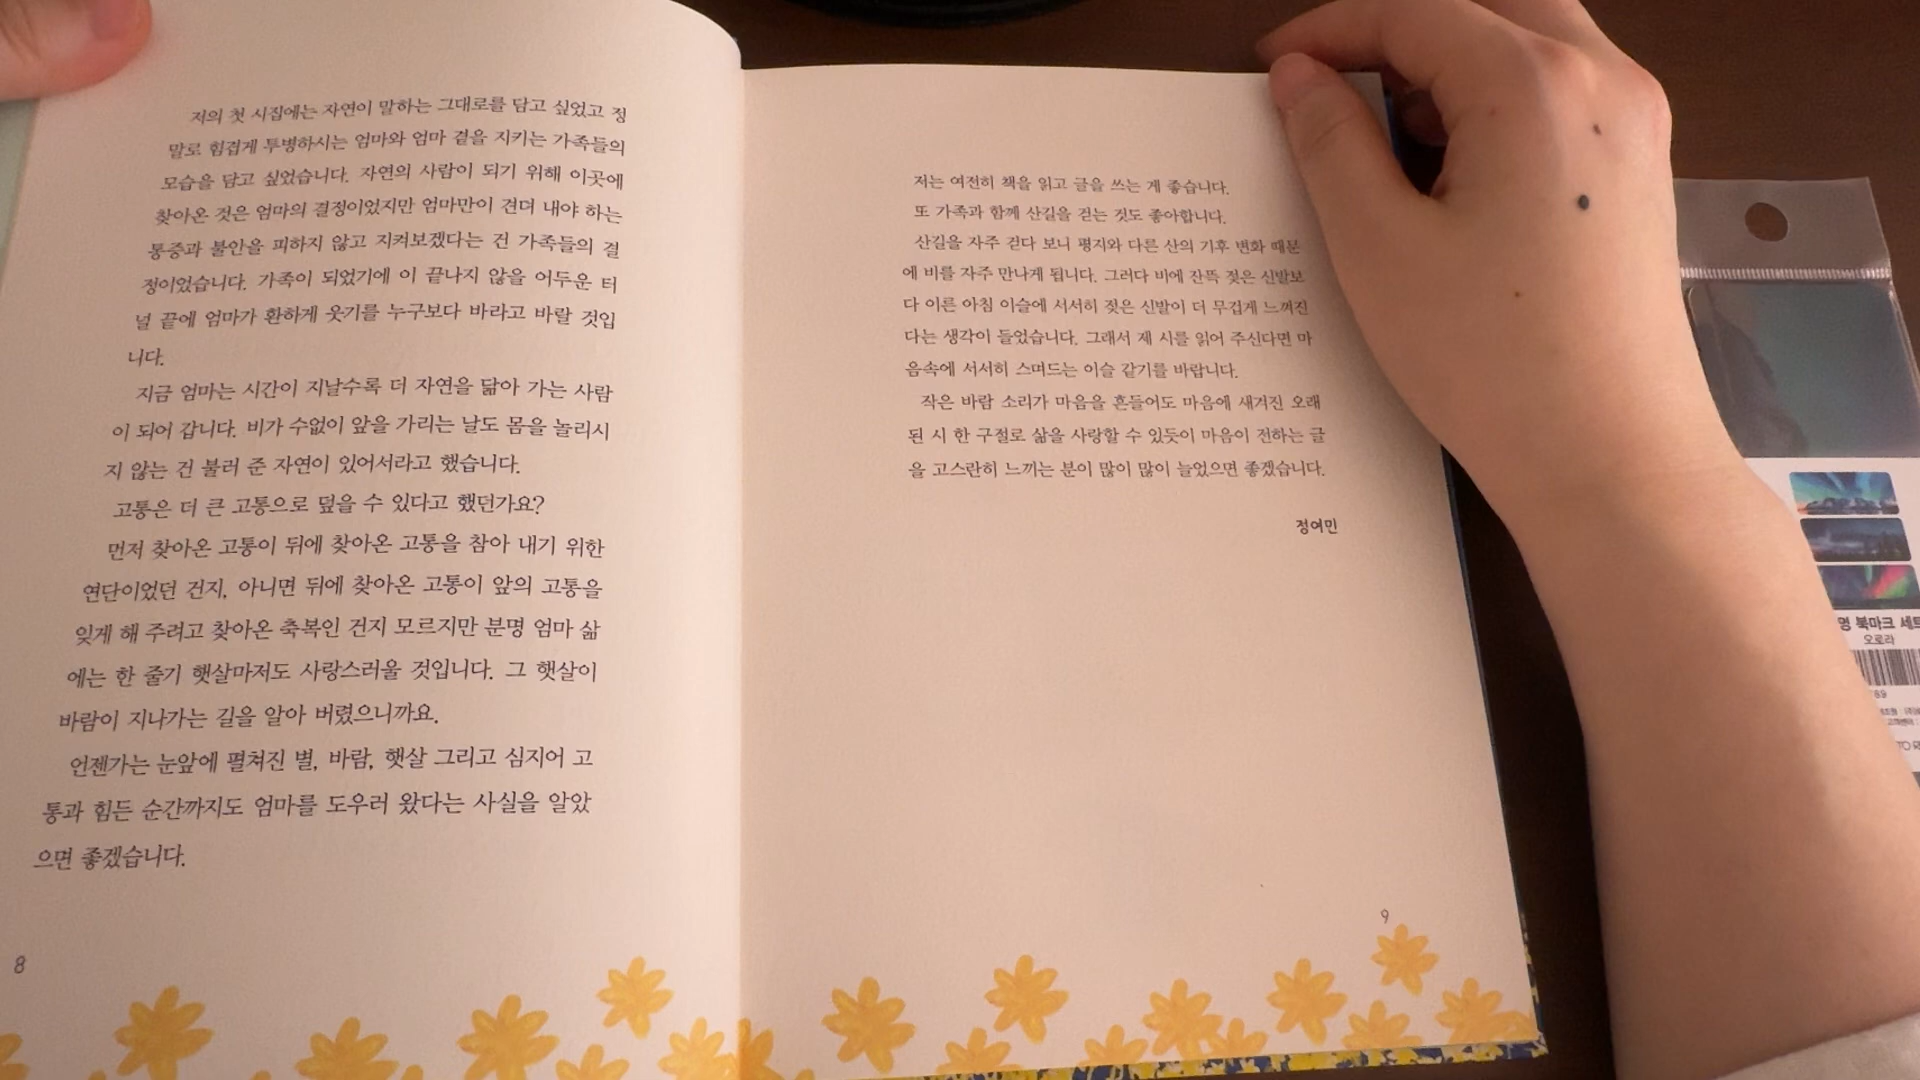 저의 첫 시집에는 자연이 말하는 그대로를 담고 싶었고 정
말로 힘겹게 투병하시는 엄마와 엄마 곁을 지키는 가족들의
모습을 담고 싶었습니다. 자연의 사람이 되기 위해 이곳에
찾아온 것은 엄마의 결정이었지만 엄마만이 견뎌 내야 하는
통증과 불안을 피하지 않고 지켜보겠다는 건 가족들의 결
정이었습니다. 가족이 되었기에 이 끝나지 않을 어두운 터
널 끝에 엄마가 환하게 웃기를 누구보다 바라고 바랄 것입
니다.
지금 엄마는 시간이 지날수록 더 자연을 닮아 가는 사람
이 되어 갑니다. 비가 수없이 앞을 가리는 날도 몸을 놀리시
지 않는 건 불러 준 자연이 있어서라고 했습니다.
고통은 더 큰 고통으로 덮을 수 있다고 했던가요?
먼저 찾아온 고통이 뒤에 찾아온 고통을 참아 내기 위한
연단이었던 건지, 아니면 뒤에 찾아온 고통이 앞의 고통을
잊게 해 주려고 찾아온 축복인 건지 모르지만 분명 엄마 삶
에는 한 줄기 햇살마저도 사랑스러울 것입니다. 그 햇살이
바람이 지나가는 길을 알아 버렸으니까요.
언젠가는 눈앞에 펼쳐진 별, 바람, 햇살 그리고 심지어 고
통과 힘든 순간까지도 엄마를 도우러 왔다는 사실을 알았
으면 좋겠습니다.
8
저는 여전히 책을 읽고 글을 쓰는 게 좋습니다.
또 가족과 함께 산길을 걷는 것도 좋아합니다.
산길을 자주 걷다 보니 평지와 다른 산의 기후 변화 때문
에 비를 자주 만나게 됩니다. 그러다 비에 잔뜩 젖은 신발보
다 이른 아침 이슬에 서서히 젖은 신발이 더 무겁게 느껴진
다는 생각이 들었습니다. 그래서 제 시를 읽어 주신다면 마
음속에 서서히 스며드는 이슬 같기를 바랍니다.
작은 바람 소리가 마음을 흔들어도 마음에 새겨진 오래
된 시 한 구절로 삶을 사랑할 수 있듯이 마음이 전하는 글
을 고스란히 느끼는 분이 많이 많이 늘었으면 좋겠습니다.
정여민
9
명 북마크 세트
오로라